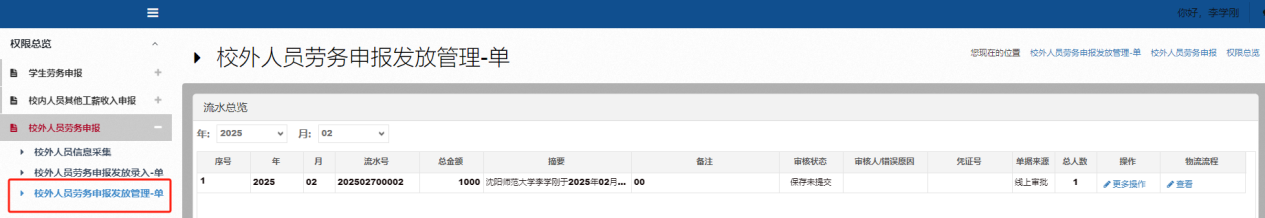 你好，李学刚
权限总览
学生劳务申报
校内人员其他工薪收入申报
校外人员劳务申报
校外人员信息采集
校外人员劳务申报发放录入-单
校外人员劳务申报发放管理-单
校外人员劳务申报发放管理-单
您现在的位置 校外人员劳务申报发放管理-单 校外人员劳务申报 权限总览
流水总览
年: 2025 月: 02
序号 年 月 流水号 总金额 摘要 备注 审核状态 审核人/错误原因 凭证号 单据来源 总人数 操作 物流流程
1 2025 02 202502700002 1000 沈阳师范大学李学刚于2025年02月... 00 保存未提交 线上审批 1 更多操作 查看